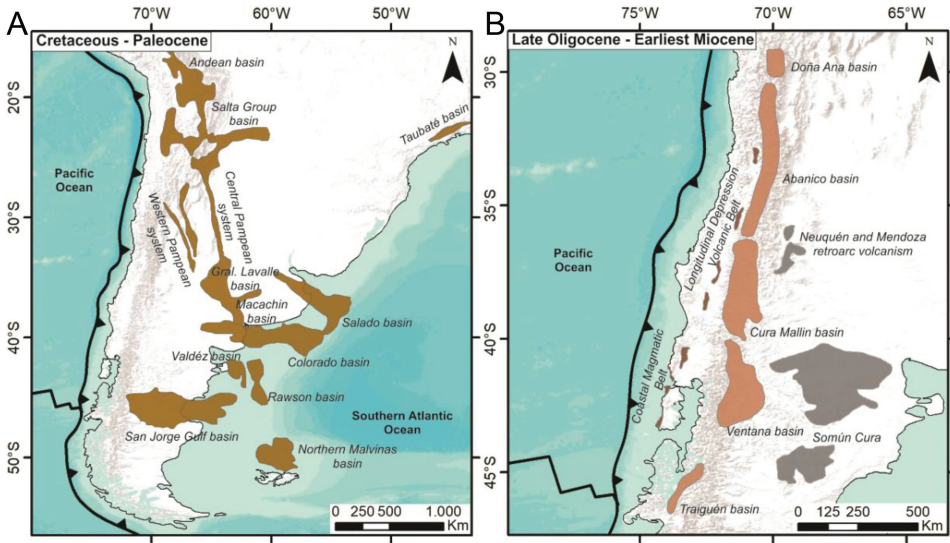 A
B
70°W
60°W
50°W
75°W
70°W
65°W
Cretaceous - Paleocene
Late Oligocene - Earliest Miocene
N
N
20°S
30°S
40°S
50°S
30°S
35°S
40°S
45°S
Andean basin
Salta Group
basin
Taubaté basin
Pacific
Ocean
Western Pampean
system
Central Pampean
system
Gral. Lavalle
basin
Macachin
basin
Salado basin
Colorado basin
Valdéz basin
Rawson basin
Southern Atlantic
Ocean
San Jorge Gulf basin
Northern Malvinas
basin
0 250 500 1.000
Km
Doña Ana basin
Abanico basin
Longitudinal Depression
Volcanic Belt
Neuquén and Mendoza
retroarc volcanism
Pacific
Ocean
Cura Mallin basin
Coastal Magmatic
Belt
Ventana basin
Somún Cura
Traiguén basin
0 125 250 500
Km